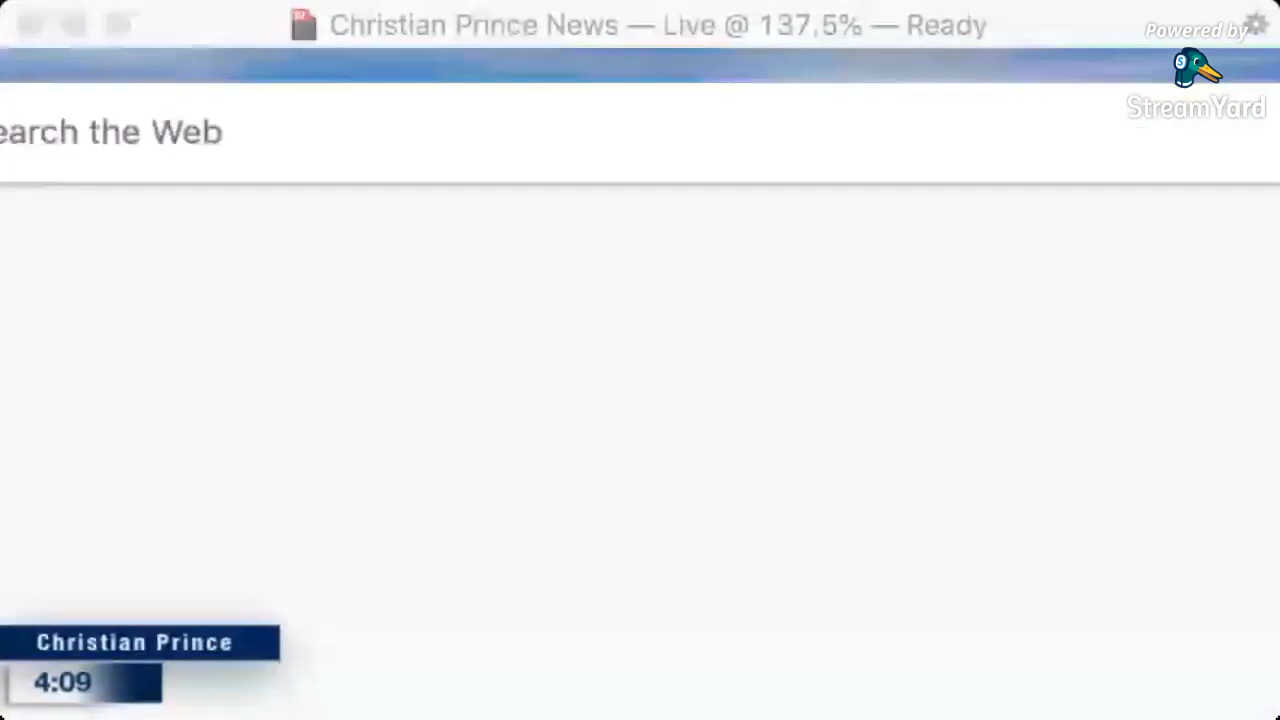 Christian Prince News — Live @ 137.5% — Ready
Powered by
StreamYard
earch the Web
Christian Prince
4:09